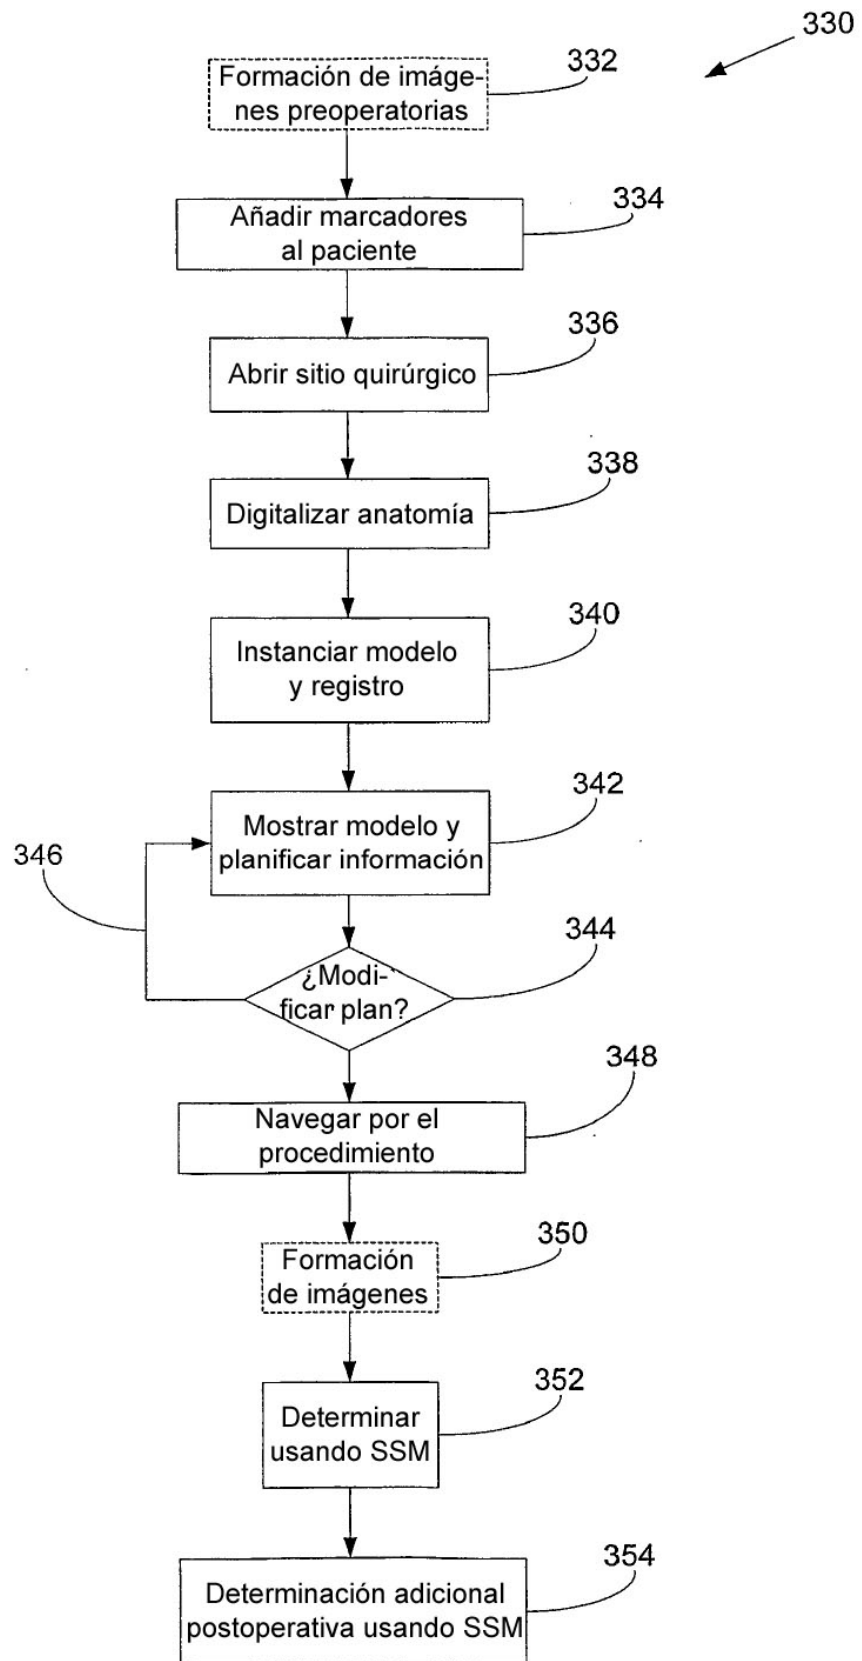 330
332
Formación de imáge-
nes preoperatorias
334
Añadir marcadores
al paciente
336
Abrir sitio quirúrgico
338
Digitalizar anatomía
340
Instanciar modelo
y registro
342
Mostrar modelo y
planificar información
346
344
¿Modi-
ficar plan?
348
Navegar por el
procedimiento
350
Formación
de imágenes
352
Determinar
usando SSM
354
Determinación adicional
postoperativa usando SSM